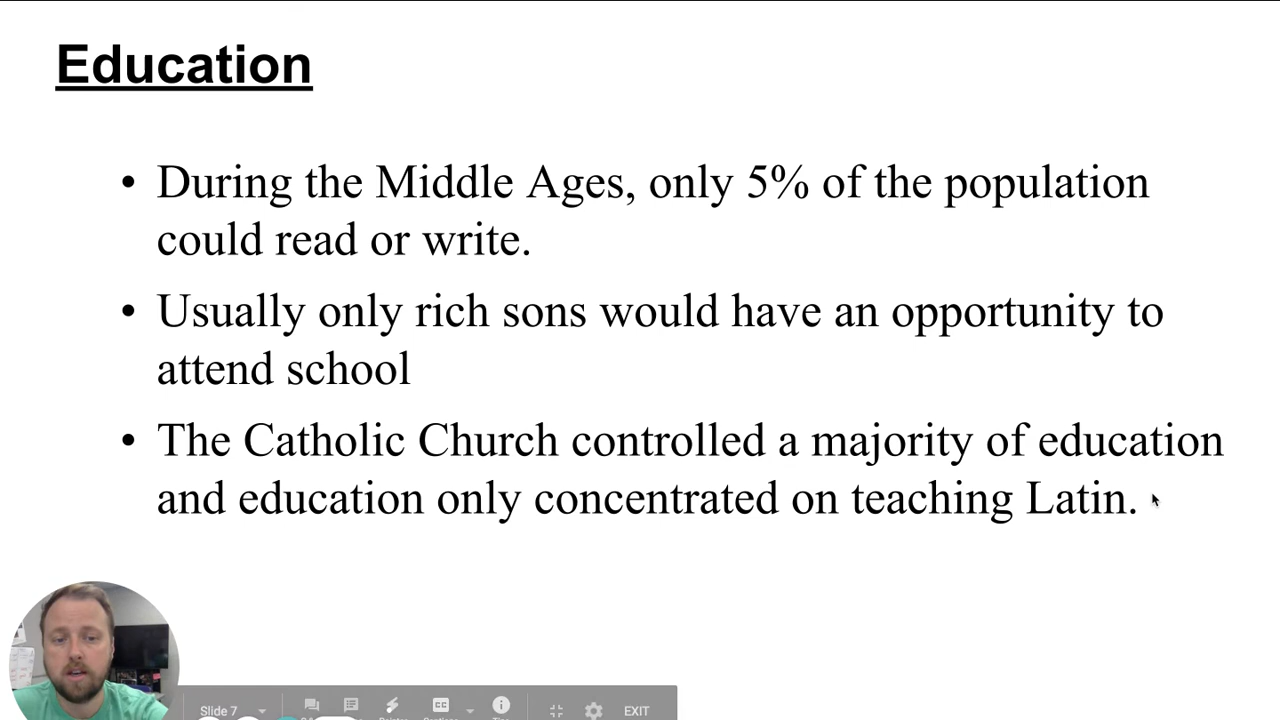 Education
• During the Middle Ages, only 5% of the population
could read or write.
• Usually only rich sons would have an opportunity to
attend school
• The Catholic Church controlled a majority of education
and education only concentrated on teaching Latin.
Slide 7
CC
EXIT